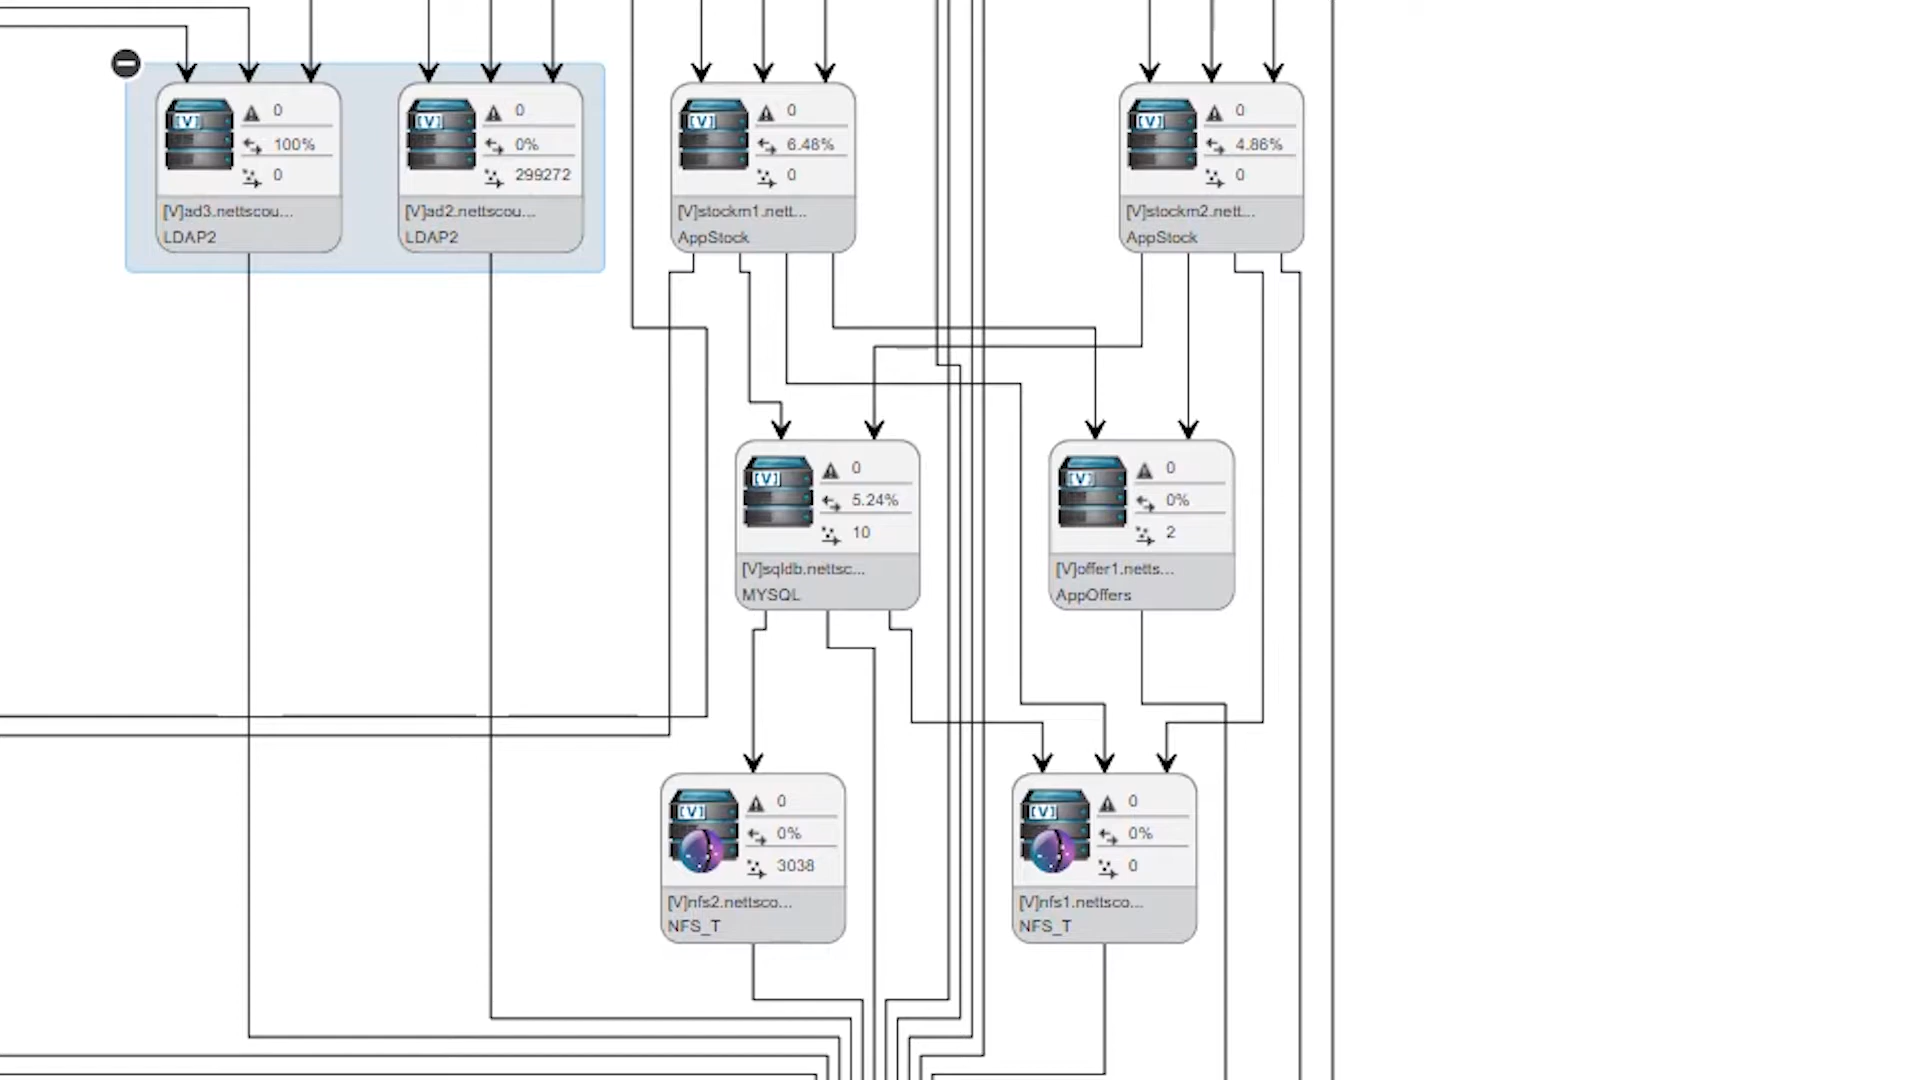 [V]
0
100%
0
[V]ad3.nettscou...
LDAP2
[V]
0
0%
299272
[V]ad2.nettscou...
LDAP2
[V]
0
6.48%
0
[V]stockm1.nett...
AppStock
[V]
0
4.86%
0
[V]stockm2.nett...
AppStock
[V]
0
5.24%
10
[V]sqldb.nettsc...
MYSQL
[V]
0
0%
2
[V]offer1.netts...
AppOffers
[V]
0
0%
3038
[V]nfs2.nettsco...
NFS_T
[V]
0
0%
0
[V]nfs1.nettsco...
NFS_T